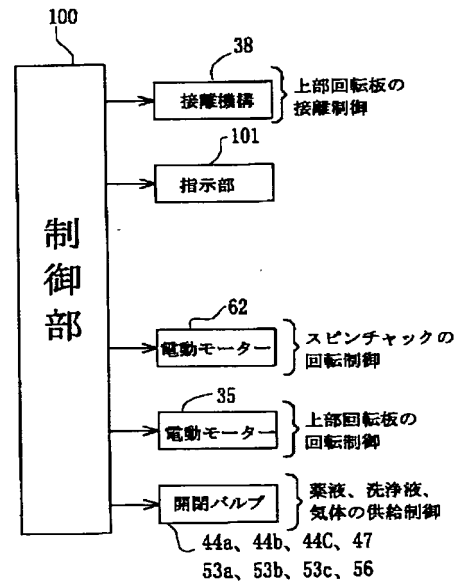 100
制御部
38
接離機構
上部回転板の
接離制御
101
指示部
62
電動モーター
スピンチャックの
回転制御
35
電動モーター
上部回転板の
回転制御
開閉バルブ
薬液、洗浄液、
気体の供給制御
44a、44b、44C、47
53a、53b、53c、56